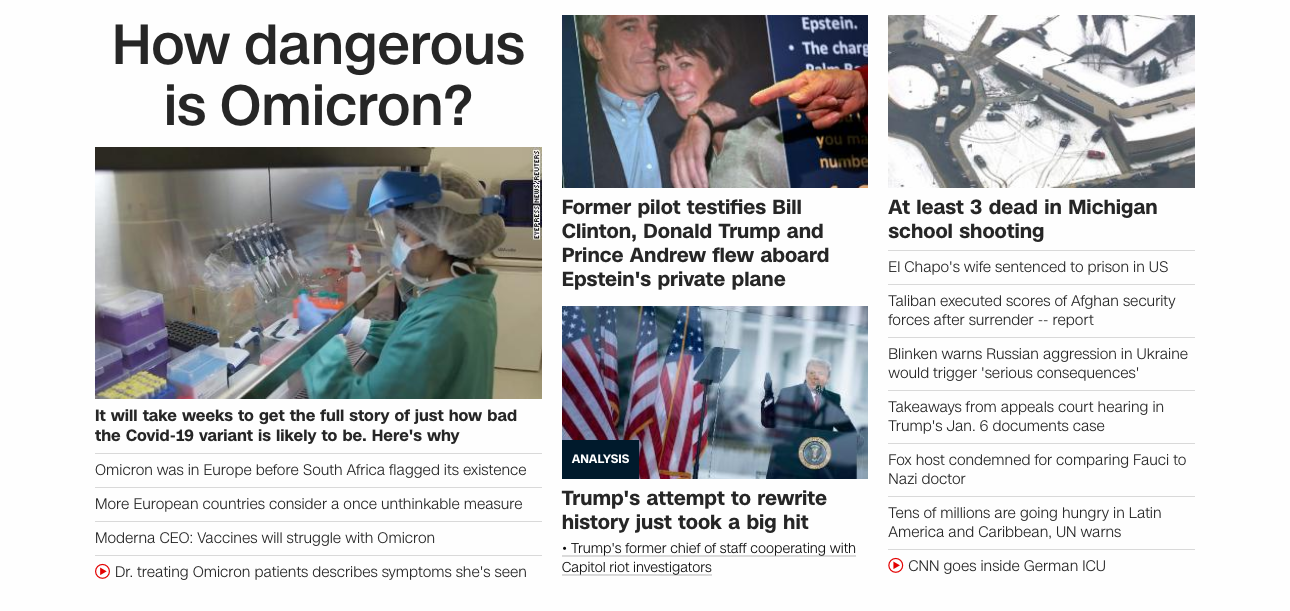 How dangerous
is Omicron?
EYEPRESS NEWS/REUTERS
It will take weeks to get the full story of just how bad
the Covid-19 variant is likely to be. Here's why
Omicron was in Europe before South Africa flagged its existence
More European countries consider a once unthinkable measure
Moderna CEO: Vaccines will struggle with Omicron
Dr. treating Omicron patients describes symptoms she's seen
Epstein.
• The charg
you ma
numbe
Former pilot testifies Bill
Clinton, Donald Trump and
Prince Andrew flew aboard
Epstein's private plane
ANALYSIS
Trump's attempt to rewrite
history just took a big hit
• Trump's former chief of staff cooperating with
Capitol riot investigators
At least 3 dead in Michigan
school shooting
El Chapo's wife sentenced to prison in US
Taliban executed scores of Afghan security
forces after surrender -- report
Blinken warns Russian aggression in Ukraine
would trigger 'serious consequences'
Takeaways from appeals court hearing in
Trump's Jan. 6 documents case
Fox host condemned for comparing Fauci to
Nazi doctor
Tens of millions are going hungry in Latin
America and Caribbean, UN warns
CNN goes inside German ICU